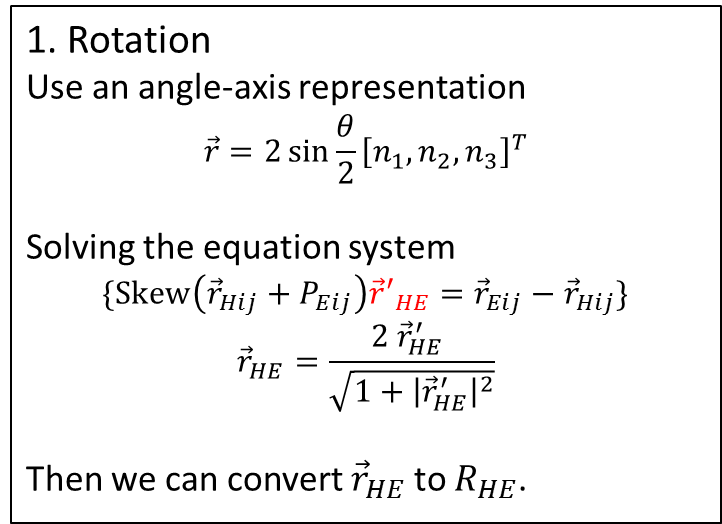 1. Rotation
Use an angle-axis representation
$\vec{r} = 2 \sin \frac{\theta}{2} [n_1, n_2, n_3]^T$
Solving the equation system
$\{\mathrm{Skew}(\vec{r}_{Hij} + P_{Eij}) \vec{r}'_{HE} = \vec{r}_{Eij} - \vec{r}_{Hij}\}$
$\vec{r}_{HE} = \frac{2 \vec{r}'_{HE}}{\sqrt{1 + |\vec{r}'_{HE}|^2}}$
Then we can convert $\vec{r}_{HE}$ to $R_{HE}$.